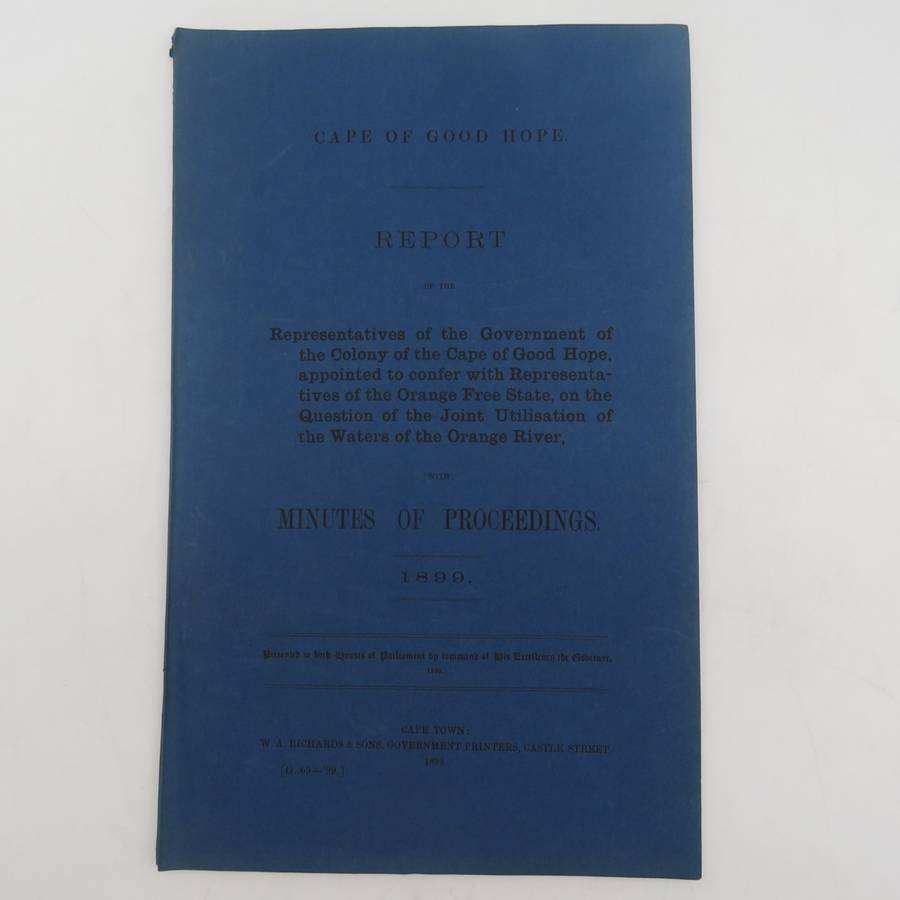 CAPE OF GOOD HOPE.
REPORT
OF THE
Representatives of the Government of
the Colony of the Cape of Good Hope,
appointed to confer with Representa-
tives of the Orange Free State, on the
Question of the Joint Utilisation of
the Waters of the Orange River,
WITH
MINUTES OF PROCEEDINGS.
1899.
Presented to both Houses of Parliament by command of His Excellency the Governor.
1899.
CAPE TOWN:
W. A. RICHARDS & SONS, GOVERNMENT PRINTERS, CASTLE STREET
1899.